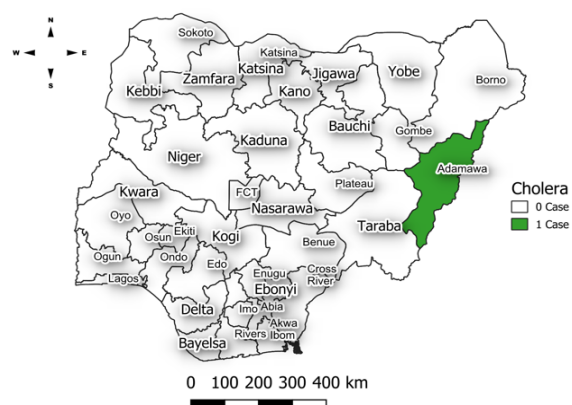 N
W E
S
Sokoto
Katsina
Katsina
Jigawa
Yobe
Borno
Zamfara
Kebbi
Kano
Bauchi
Gombe
Kaduna
Niger
Adamawa
Plateau
FCT
Nasarawa
Kwara
Taraba
Oyo
Ekiti
Osun
Kogi
Benue
Ogun
Ondo
Edo
Lagos
Enugu
Cross
River
Ebonyi
Delta
Imo
Abia
Akwa
Ibom
Rivers
Bayelsa
Cholera
0 Case
1 Case
0 100 200 300 400 km